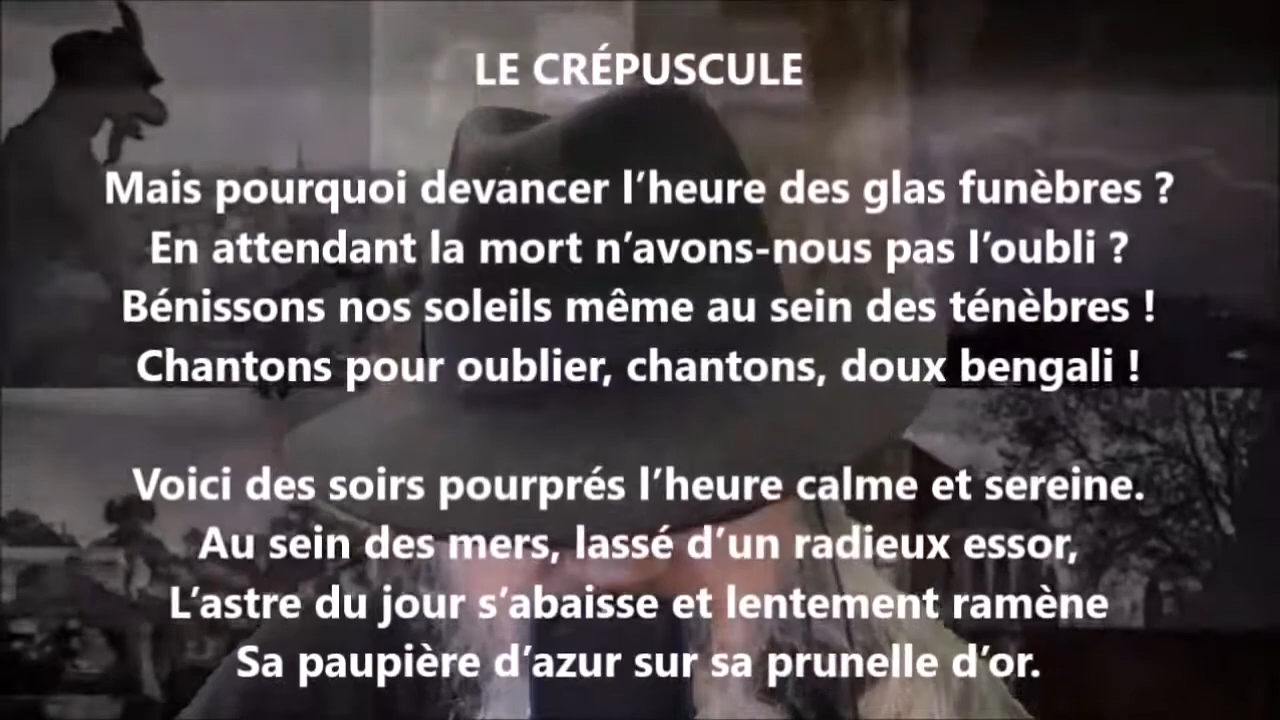 LE CRÉPUSCULE
Mais pourquoi devancer l’heure des glas funèbres ?
En attendant la mort n’avons-nous pas l’oubli ?
Bénissons nos soleils même au sein des ténèbres !
Chantons pour oublier, chantons, doux bengali !
Voici des soirs pourprés l’heure calme et sereine.
Au sein des mers, lassé d’un radieux essor,
L’astre du jour s’abaisse et lentement ramène
Sa paupière d’azur sur sa prunelle d’or.